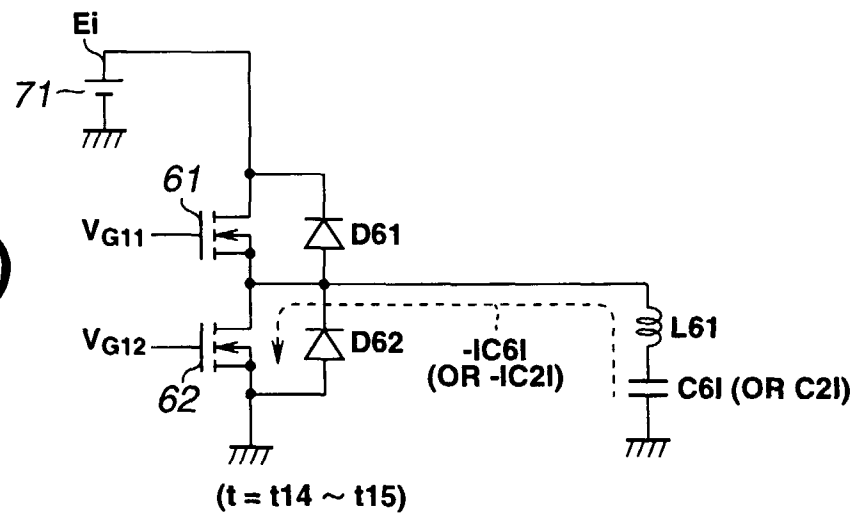 Ei
71
61
VG11
D61
VG12
D62
62
-IC6I
(OR -IC2I)
L61
C6I (OR C2I)
(t = t14 ~ t15)